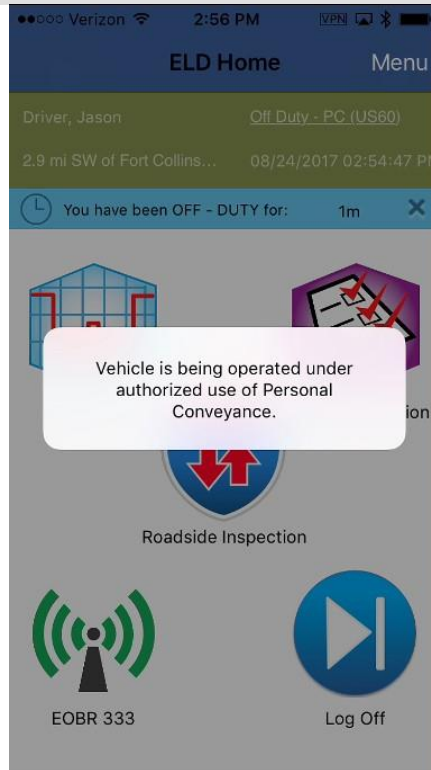 Verizon 2:56 PM VPN
ELD Home Menu
Driver, Jason Off Duty - PC (US60)
2.9 mi SW of Fort Collins... 08/24/2017 02:54:47 PM
L You have been OFF - DUTY for: 1m X
Vehicle is being operated under
authorized use of Personal
Conveyance.
ion
Roadside Inspection
EOBR 333 Log Off